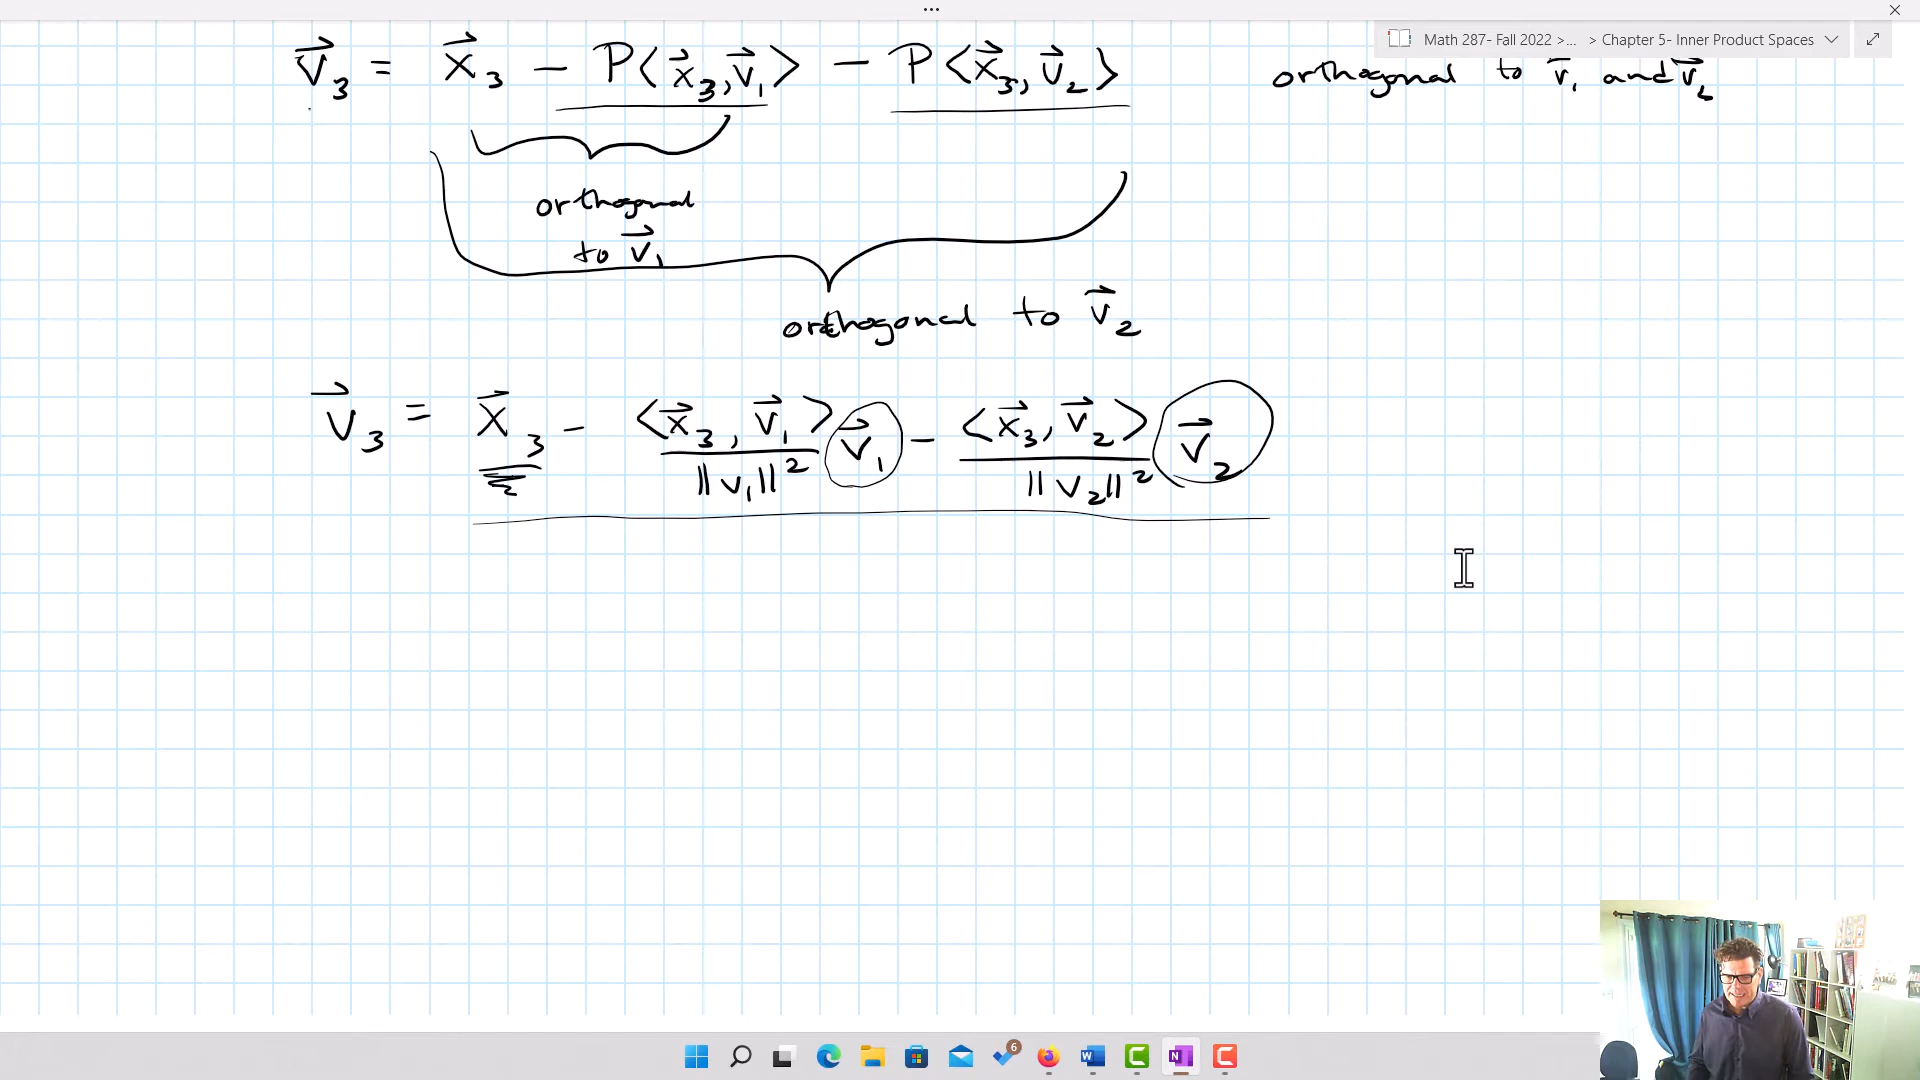 Math 287- Fall 2022 >... > Chapter 5- Inner Product Spaces
v⃗₃ = x⃗₃ − P⟨x⃗₃, v⃗₁⟩ − P⟨x⃗₃, v⃗₂⟩
orthogonal to v⃗₁ and v⃗₂
orthogonal
to v⃗₁
orthogonal to v⃗₂
v⃗₃ = x⃗₃ − ⟨x⃗₃, v⃗₁⟩ / ‖v₁‖² v⃗₁ − ⟨x⃗₃, v⃗₂⟩ / ‖v₂‖² v⃗₂
6